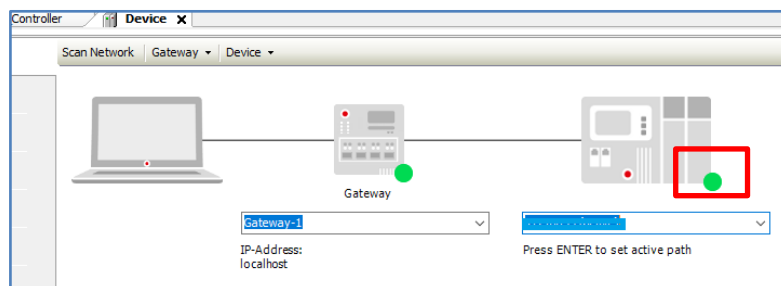 Controller
Device X
Scan Network Gateway Device
Gateway
Gateway-1
IP-Address:
localhost
Press ENTER to set active path